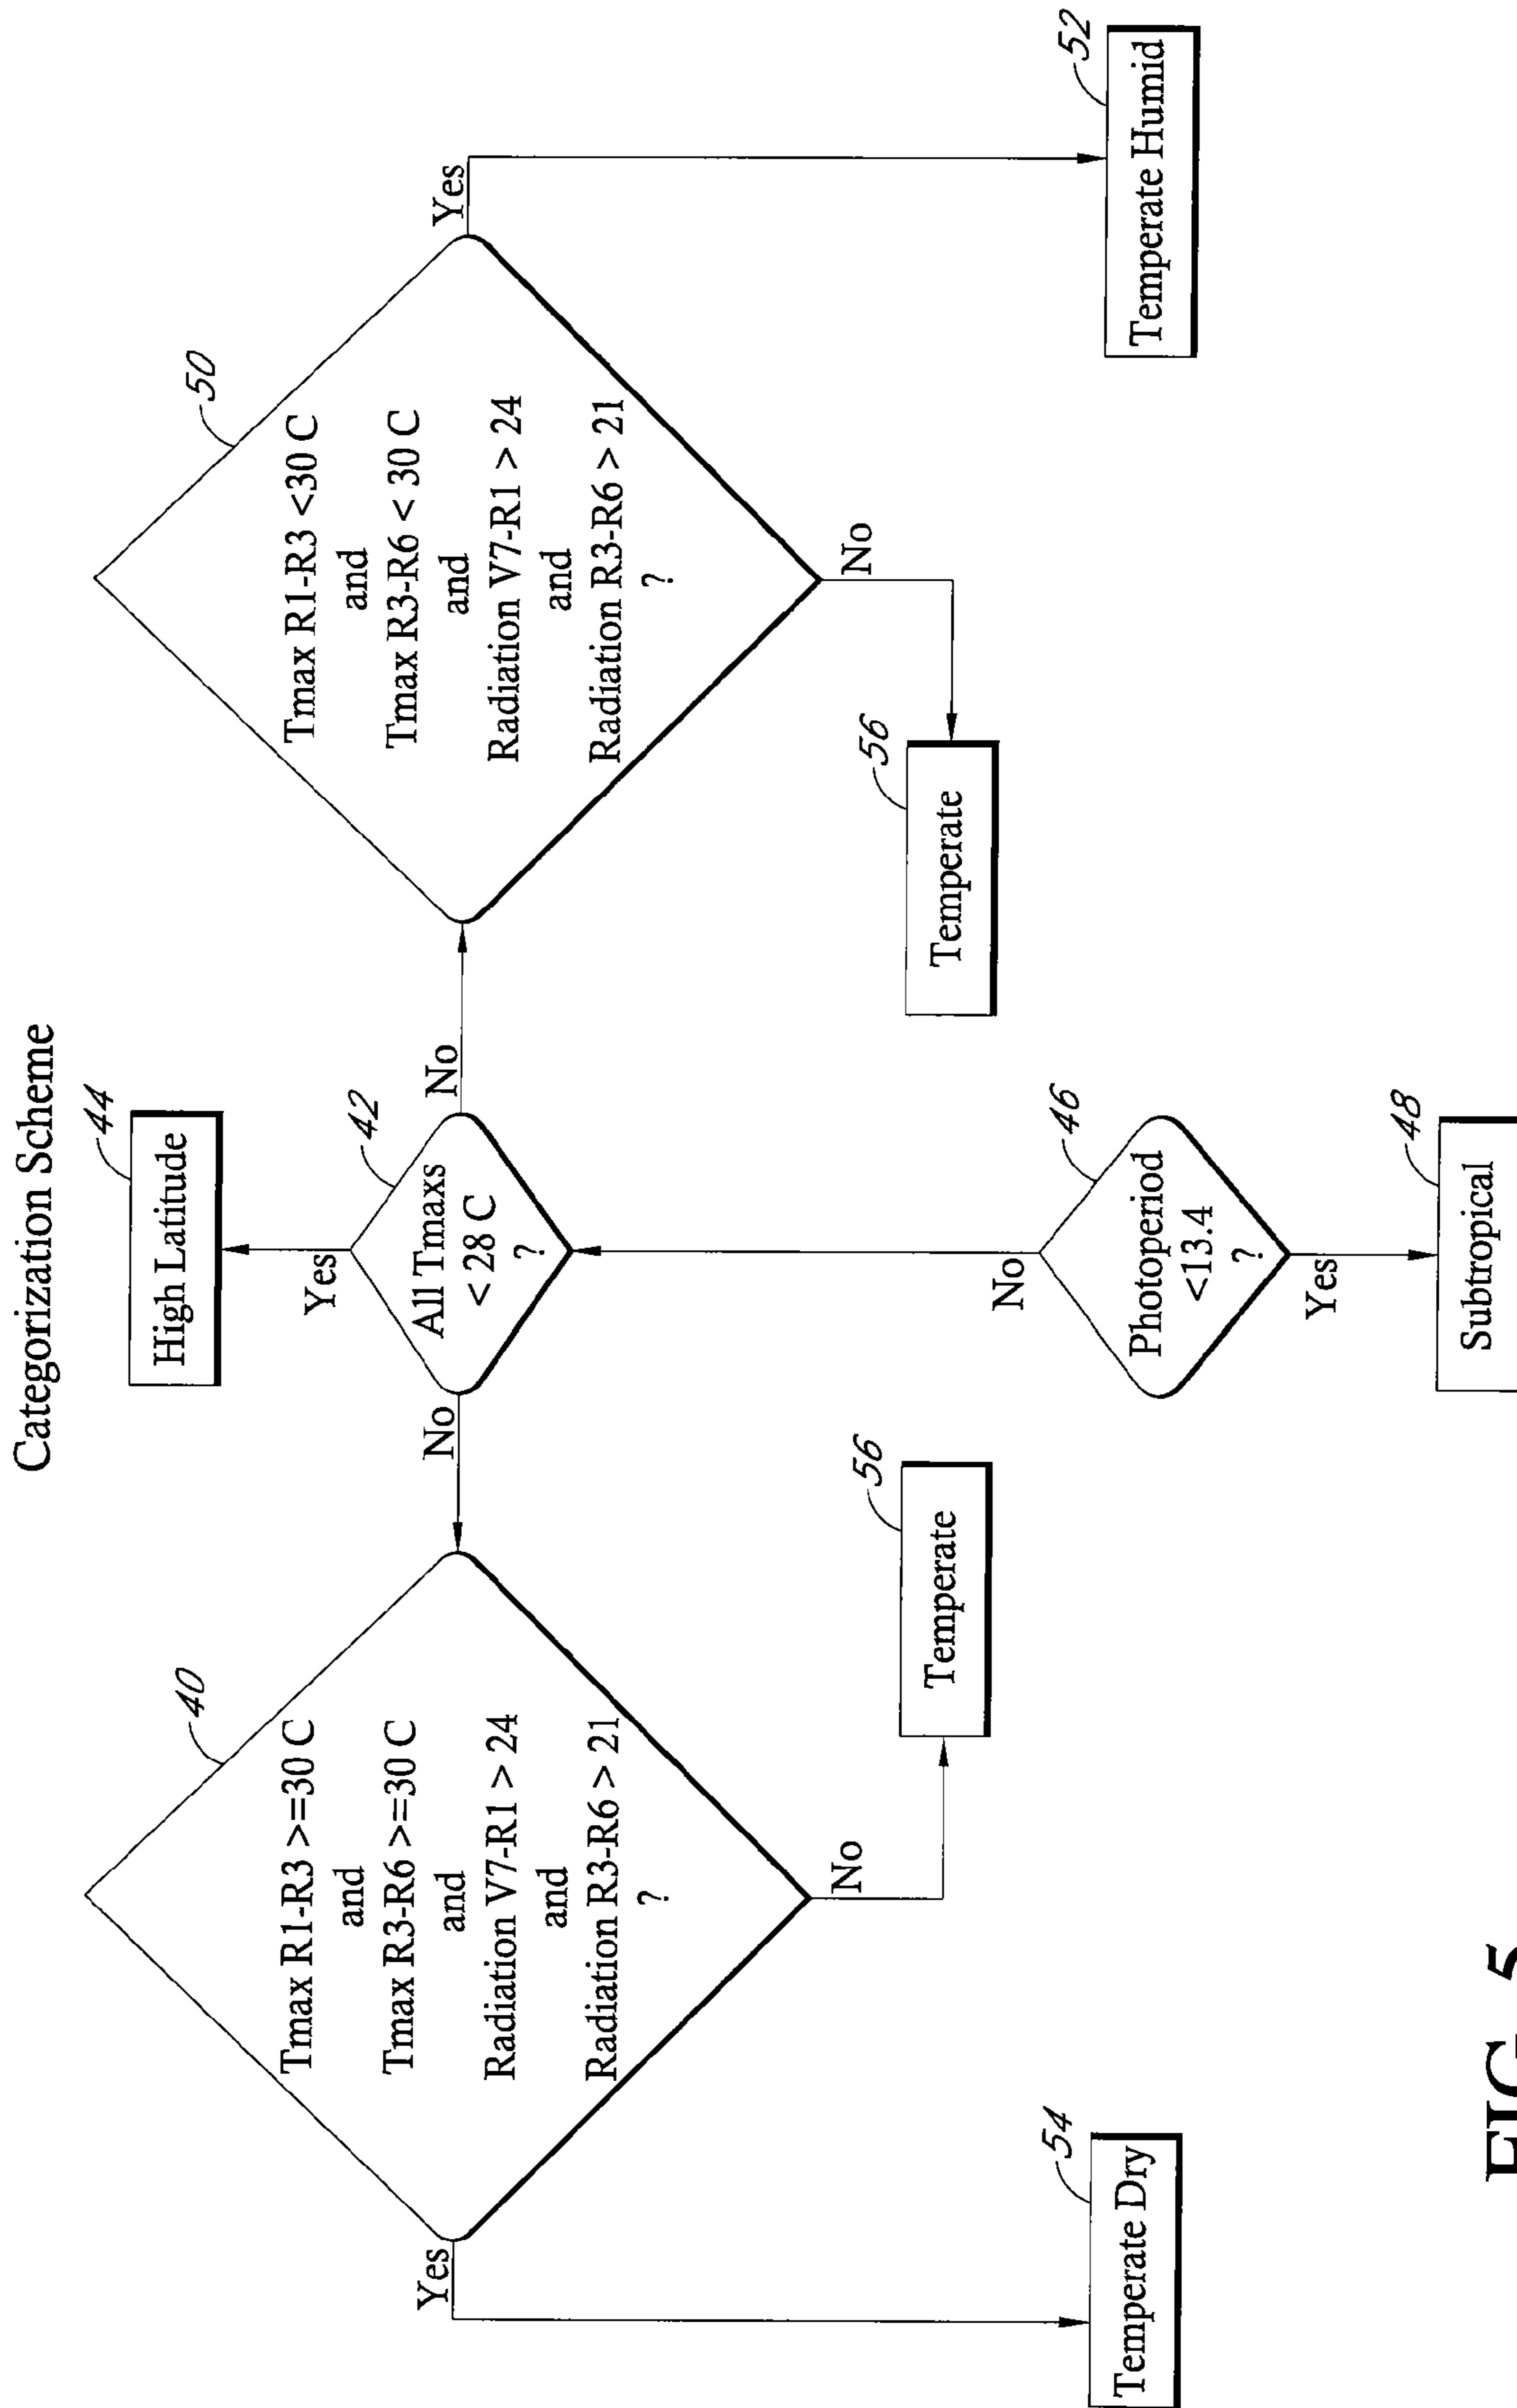 Categorization Scheme
44
High Latitude
Yes
42
All Tmaxs
< 28 C
?
No
No
40
Tmax R1-R3 >=30 C
and
Tmax R3-R6 >=30 C
and
Radiation V7-R1 > 24
and
Radiation R3-R6 > 21
?
Yes
No
50
Tmax R1-R3 <30 C
and
Tmax R3-R6 < 30 C
and
Radiation V7-R1 > 24
and
Radiation R3-R6 > 21
?
Yes
No
56
Temperate
56
Temperate
54
Temperate Dry
No
46
Photoperiod
<13.4
?
Yes
52
Temperate Humid
48
Subtropical
FIG. 5